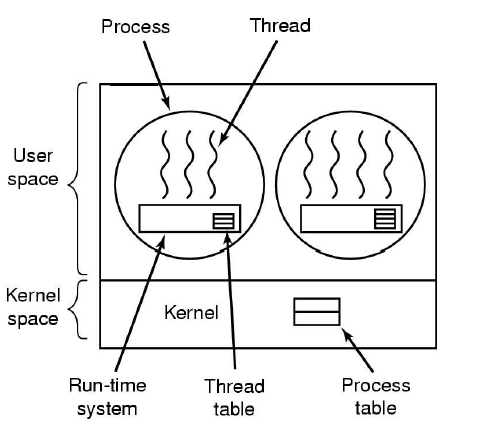 Process
Thread
User
space
Kernel
space
Kernel
Run-time
system
Thread
table
Process
table